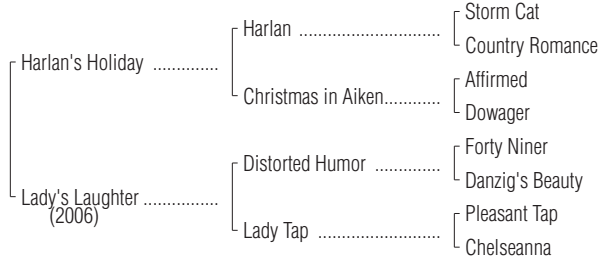 Storm Cat
Harlan ..............................
Country Romance
Harlan's Holiday ..............
Affirmed
Christmas in Aiken............
Dowager
Forty Niner
Distorted Humor ..............
Danzig's Beauty
Lady's Laughter ................
(2006)
Pleasant Tap
Lady Tap ..........................
Chelseanna